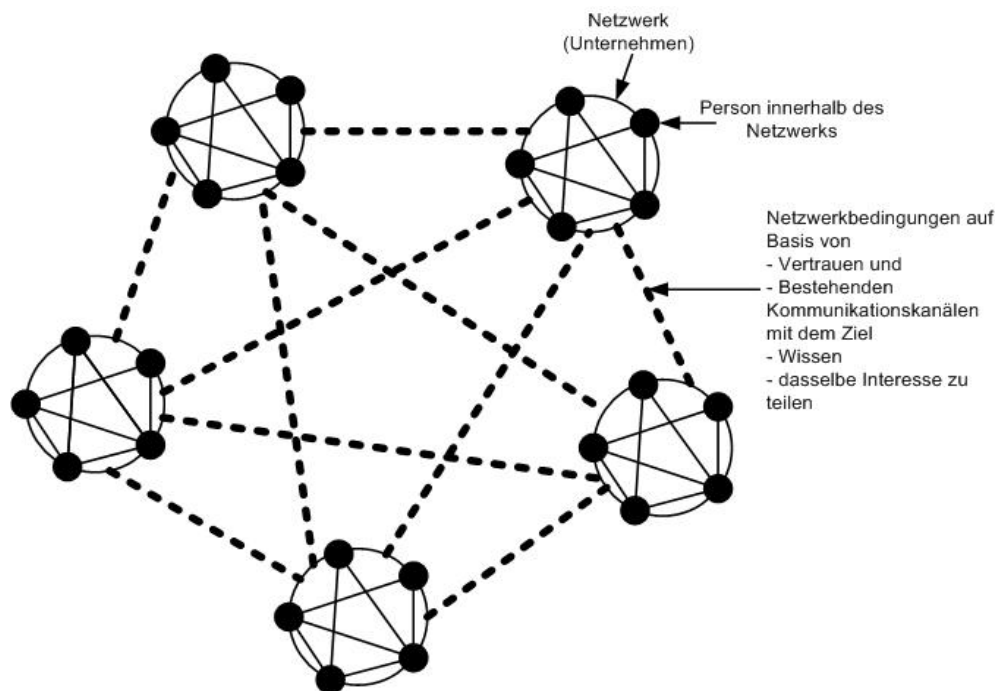 Netzwerk
(Unternehmen)
Person innerhalb des
Netzwerks
Netzwerkbedingungen auf
Basis von
- Vertrauen und
- Bestehenden
Kommunikationskanälen
mit dem Ziel
- Wissen
- dasselbe Interesse zu
teilen